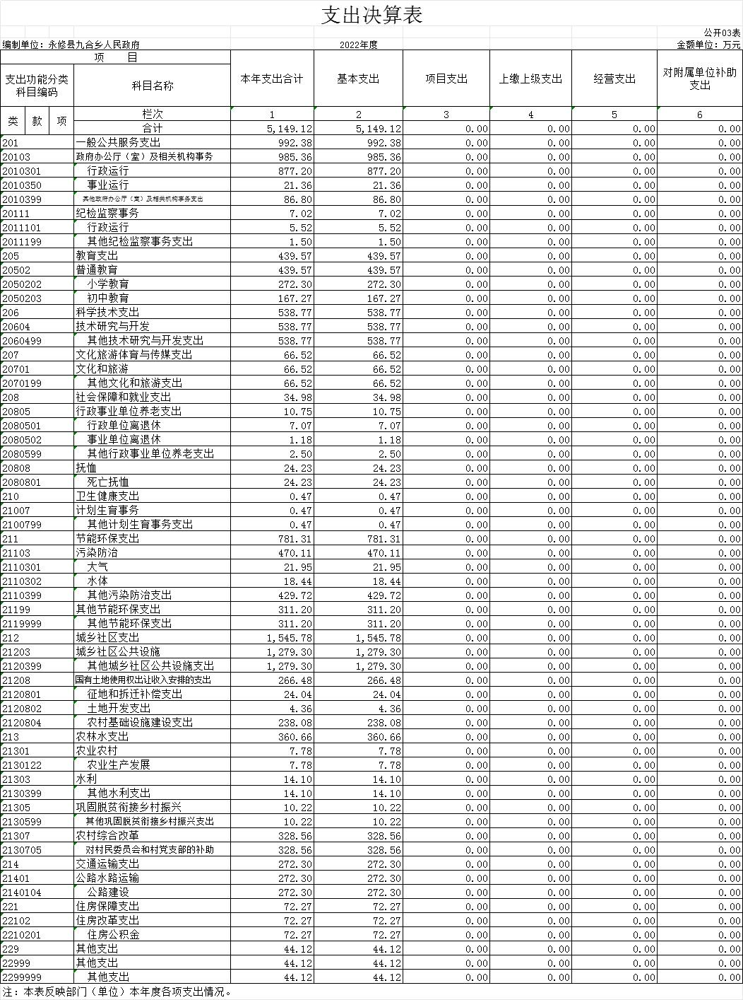 支出决算表
公开03表
编制单位：永修县九合乡人民政府 2022年度 金额单位：万元
项 目 本年支出合计 基本支出 项目支出 上缴上级支出 经营支出 对附属单位补助支出
支出功能分类科目编码 科目名称
类 款 项 栏次 1 2 3 4 5 6
合计 5,149.12 5,149.12 0.00 0.00 0.00 0.00
201 一般公共服务支出 992.38 992.38 0.00 0.00 0.00 0.00
20103 政府办公厅（室）及相关机构事务 985.36 985.36 0.00 0.00 0.00 0.00
2010301 行政运行 877.20 877.20 0.00 0.00 0.00 0.00
2010350 事业运行 21.36 21.36 0.00 0.00 0.00 0.00
2010399 其他政府办公厅（室）及相关机构事务支出 86.80 86.80 0.00 0.00 0.00 0.00
20111 纪检监察事务 7.02 7.02 0.00 0.00 0.00 0.00
2011101 行政运行 5.52 5.52 0.00 0.00 0.00 0.00
2011199 其他纪检监察事务支出 1.50 1.50 0.00 0.00 0.00 0.00
205 教育支出 439.57 439.57 0.00 0.00 0.00 0.00
20502 普通教育 439.57 439.57 0.00 0.00 0.00 0.00
2050202 小学教育 272.30 272.30 0.00 0.00 0.00 0.00
2050203 初中教育 167.27 167.27 0.00 0.00 0.00 0.00
206 科学技术支出 538.77 538.77 0.00 0.00 0.00 0.00
20604 技术研究与开发 538.77 538.77 0.00 0.00 0.00 0.00
2060499 其他技术研究与开发支出 538.77 538.77 0.00 0.00 0.00 0.00
207 文化旅游体育与传媒支出 66.52 66.52 0.00 0.00 0.00 0.00
20701 文化和旅游 66.52 66.52 0.00 0.00 0.00 0.00
2070199 其他文化和旅游支出 66.52 66.52 0.00 0.00 0.00 0.00
208 社会保障和就业支出 34.98 34.98 0.00 0.00 0.00 0.00
20805 行政事业单位养老支出 10.75 10.75 0.00 0.00 0.00 0.00
2080501 行政单位离退休 7.07 7.07 0.00 0.00 0.00 0.00
2080502 事业单位离退休 1.18 1.18 0.00 0.00 0.00 0.00
2080599 其他行政事业单位养老支出 2.50 2.50 0.00 0.00 0.00 0.00
20808 抚恤 24.23 24.23 0.00 0.00 0.00 0.00
2080801 死亡抚恤 24.23 24.23 0.00 0.00 0.00 0.00
210 卫生健康支出 0.47 0.47 0.00 0.00 0.00 0.00
21007 计划生育事务 0.47 0.47 0.00 0.00 0.00 0.00
2100799 其他计划生育事务支出 0.47 0.47 0.00 0.00 0.00 0.00
211 节能环保支出 781.31 781.31 0.00 0.00 0.00 0.00
21103 污染防治 470.11 470.11 0.00 0.00 0.00 0.00
2110301 大气 21.95 21.95 0.00 0.00 0.00 0.00
2110302 水体 18.44 18.44 0.00 0.00 0.00 0.00
2110399 其他污染防治支出 429.72 429.72 0.00 0.00 0.00 0.00
21199 其他节能环保支出 311.20 311.20 0.00 0.00 0.00 0.00
2119999 其他节能环保支出 311.20 311.20 0.00 0.00 0.00 0.00
212 城乡社区支出 1,545.78 1,545.78 0.00 0.00 0.00 0.00
21203 城乡社区公共设施 1,279.30 1,279.30 0.00 0.00 0.00 0.00
2120399 其他城乡社区公共设施支出 1,279.30 1,279.30 0.00 0.00 0.00 0.00
21208 国有土地使用权出让收入安排的支出 266.48 266.48 0.00 0.00 0.00 0.00
2120801 征地和拆迁补偿支出 24.04 24.04 0.00 0.00 0.00 0.00
2120802 土地开发支出 4.36 4.36 0.00 0.00 0.00 0.00
2120804 农村基础设施建设支出 238.08 238.08 0.00 0.00 0.00 0.00
213 农林水支出 360.66 360.66 0.00 0.00 0.00 0.00
21301 农业农村 7.78 7.78 0.00 0.00 0.00 0.00
2130122 农业生产发展 7.78 7.78 0.00 0.00 0.00 0.00
21303 水利 14.10 14.10 0.00 0.00 0.00 0.00
2130399 其他水利支出 14.10 14.10 0.00 0.00 0.00 0.00
21305 巩固脱贫衔接乡村振兴 10.22 10.22 0.00 0.00 0.00 0.00
2130599 其他巩固脱贫衔接乡村振兴支出 10.22 10.22 0.00 0.00 0.00 0.00
21307 农村综合改革 328.56 328.56 0.00 0.00 0.00 0.00
2130705 对村民委员会和村党支部的补助 328.56 328.56 0.00 0.00 0.00 0.00
214 交通运输支出 272.30 272.30 0.00 0.00 0.00 0.00
21401 公路水路运输 272.30 272.30 0.00 0.00 0.00 0.00
2140104 公路建设 272.30 272.30 0.00 0.00 0.00 0.00
221 住房保障支出 72.27 72.27 0.00 0.00 0.00 0.00
22102 住房改革支出 72.27 72.27 0.00 0.00 0.00 0.00
2210201 住房公积金 72.27 72.27 0.00 0.00 0.00 0.00
229 其他支出 44.12 44.12 0.00 0.00 0.00 0.00
22999 其他支出 44.12 44.12 0.00 0.00 0.00 0.00
2299999 其他支出 44.12 44.12 0.00 0.00 0.00 0.00
注：本表反映部门（单位）本年度各项支出情况。